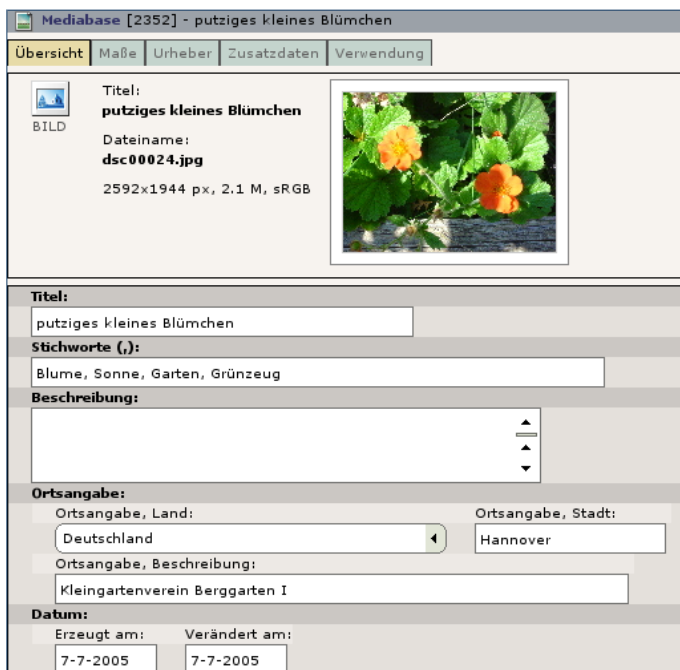 Mediabase [2352] - putziges kleines Blümchen
Übersicht Maße Urheber Zusatzdaten Verwendung
BILD
Titel:
putziges kleines Blümchen
Dateiname:
dsc00024.jpg
2592x1944 px, 2.1 M, sRGB
Titel:
putziges kleines Blümchen
Stichworte (,):
Blume, Sonne, Garten, Grünzeug
Beschreibung:
Ortsangabe:
Ortsangabe, Land: Ortsangabe, Stadt:
Deutschland Hannover
Ortsangabe, Beschreibung:
Kleingartenverein Berggarten I
Datum:
Erzeugt am: Verändert am:
7-7-2005 7-7-2005